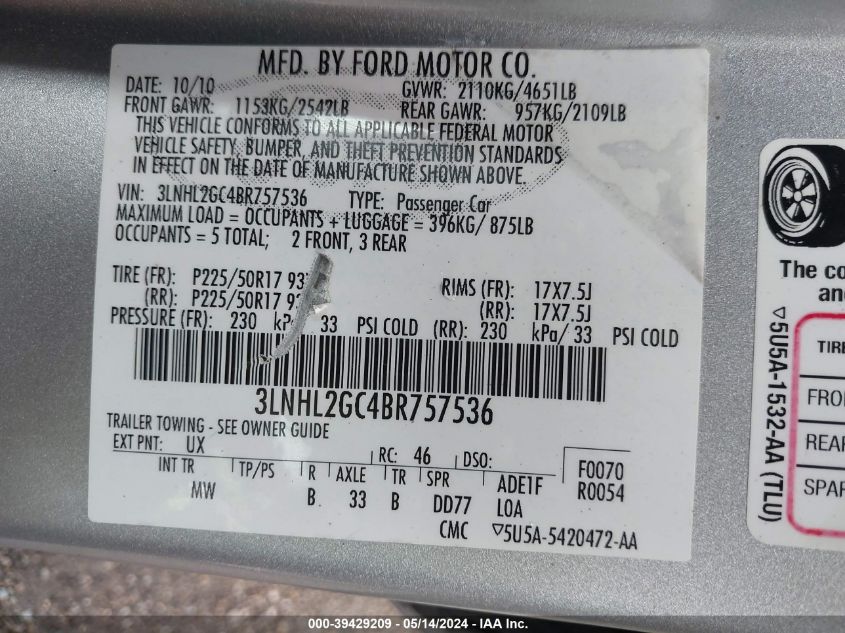 MFD. BY FORD MOTOR CO.
DATE: 10/10 GVWR: 2110KG/4651LB
FRONT GAWR: 1153KG/2542LB REAR GAWR: 957KG/2109LB
THIS VEHICLE CONFORMS TO ALL APPLICABLE FEDERAL MOTOR
VEHICLE SAFETY, BUMPER, AND THEFT PREVENTION STANDARDS
IN EFFECT ON THE DATE OF MANUFACTURE SHOWN ABOVE.
VIN: 3LNHL2GC4BR757536 TYPE: Passenger Car
MAXIMUM LOAD = OCCUPANTS + LUGGAGE = 396KG/ 875LB
OCCUPANTS = 5 TOTAL; 2 FRONT, 3 REAR
TIRE (FR): P225/50R17 RIMS (FR): 17X7.5J
(RR): P225/50R17 (RR): 17X7.5J
PRESSURE (FR): 230 kPa/ 33 PSI COLD (RR): 230 kPa/ 33 PSI COLD
3LNHL2GC4BR757536
TRAILER TOWING - SEE OWNER GUIDE
EXT PNT: UX RC: 46 DSO:
INT TR TP/PS R AXLE TR SPR ADE1F F0070
MW B 33 B DD77 LOA R0054
CMC ▽5U5A-5420472-AA
The co
an
TIRE
FRO
REAR
SPAR
▽5U5A-1532-AA (TLU)
000-39429209 - 05/14/2024 - IAA Inc.